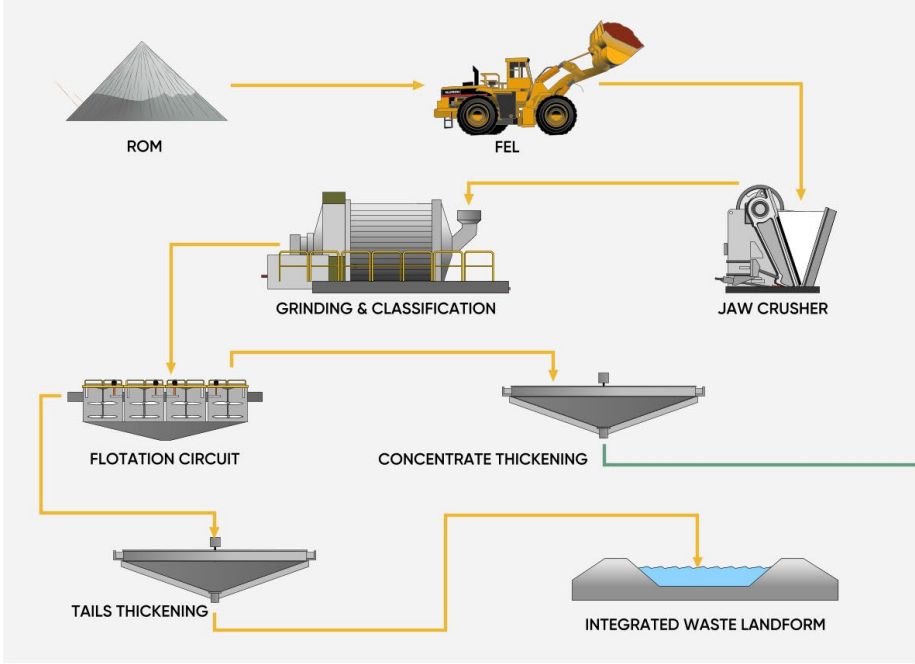 ROM
FEL
GRINDING & CLASSIFICATION
JAW CRUSHER
FLOTATION CIRCUIT
CONCENTRATE THICKENING
TAILS THICKENING
INTEGRATED WASTE LANDFORM